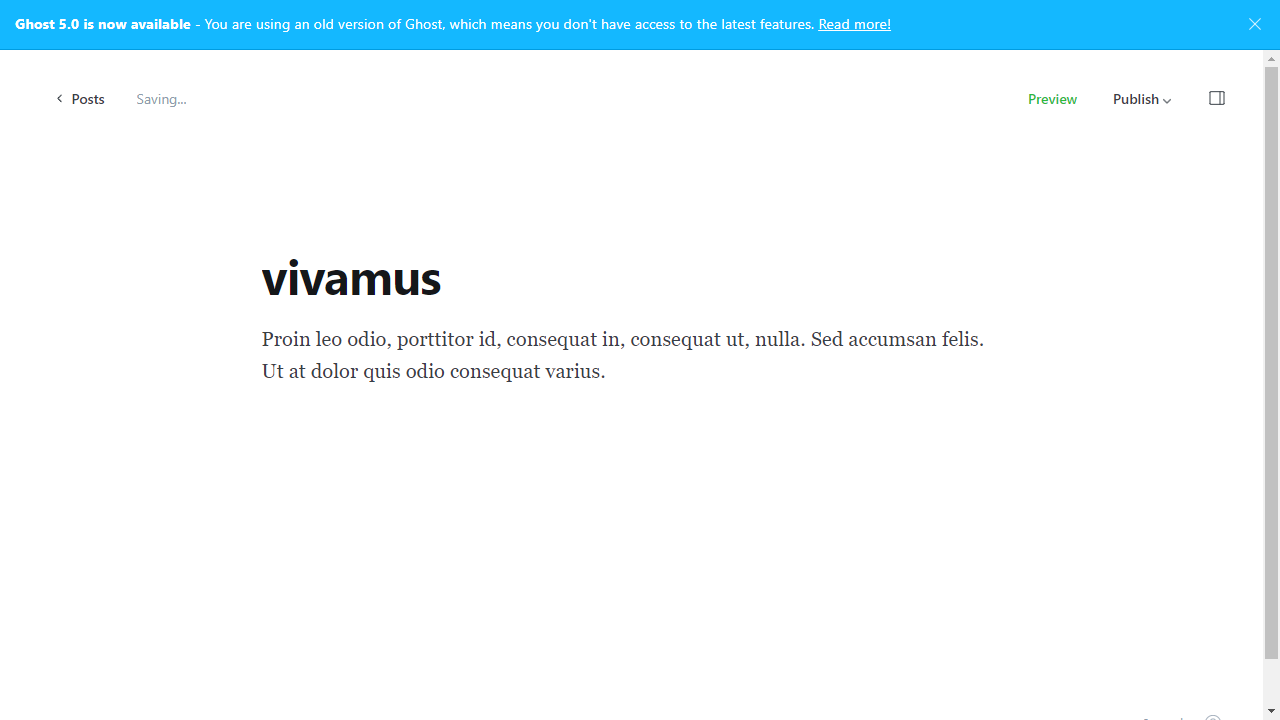 Ghost 5.0 is now available - You are using an old version of Ghost, which means you don't have access to the latest features. Read more!
Posts Saving... Preview Publish
vivamus
Proin leo odio, porttitor id, consequat in, consequat ut, nulla. Sed accumsan felis.
Ut at dolor quis odio consequat varius.